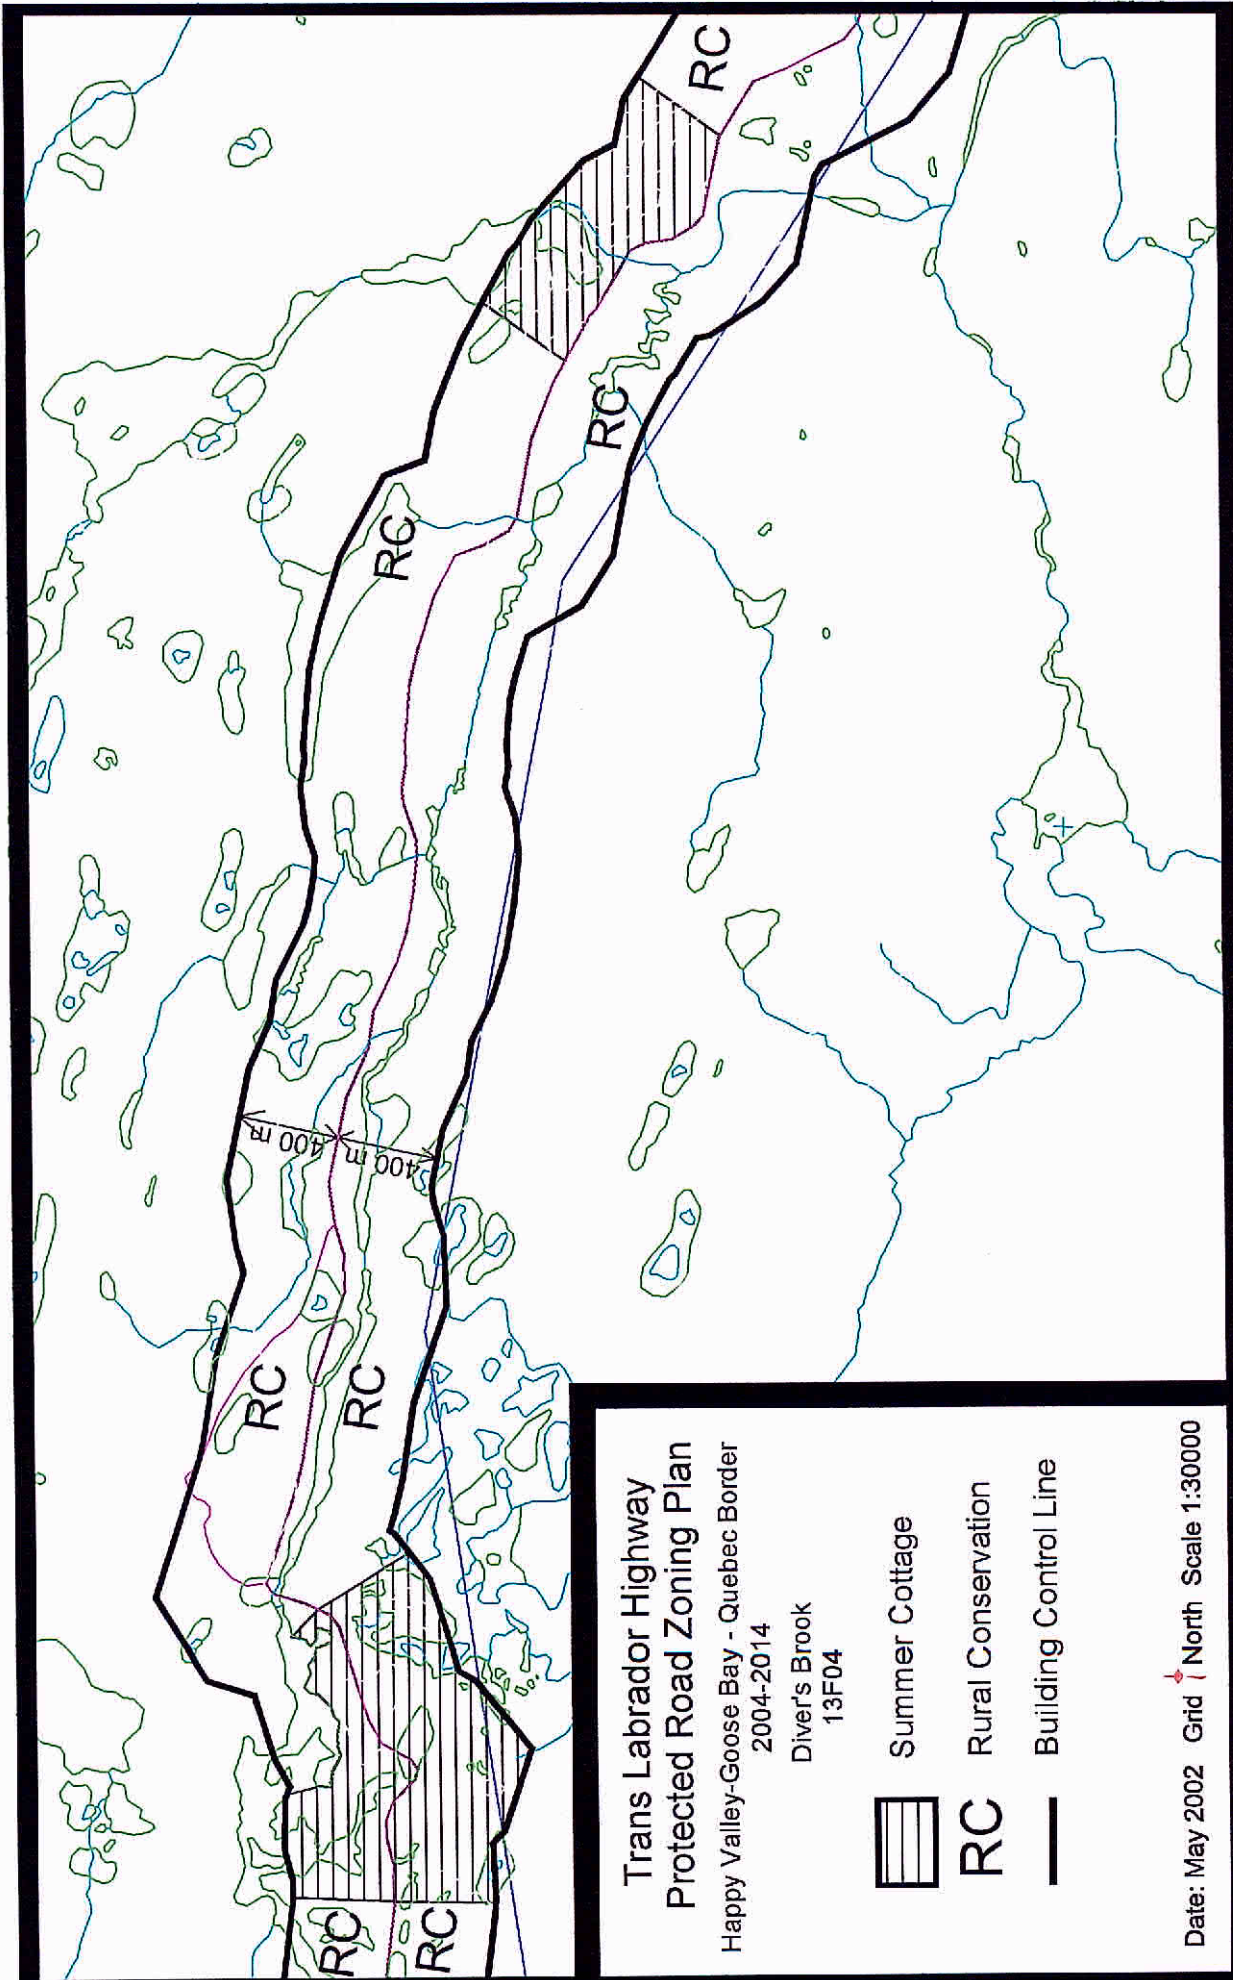 RC
RC
RC
400 m
400 m
RC
RC
RC
RC
Trans Labrador Highway
Protected Road Zoning Plan
Happy Valley-Goose Bay - Quebec Border
2004-2014
Diver's Brook
13F04
Summer Cottage
RC Rural Conservation
Building Control Line
Date: May 2002 Grid North Scale 1:30000